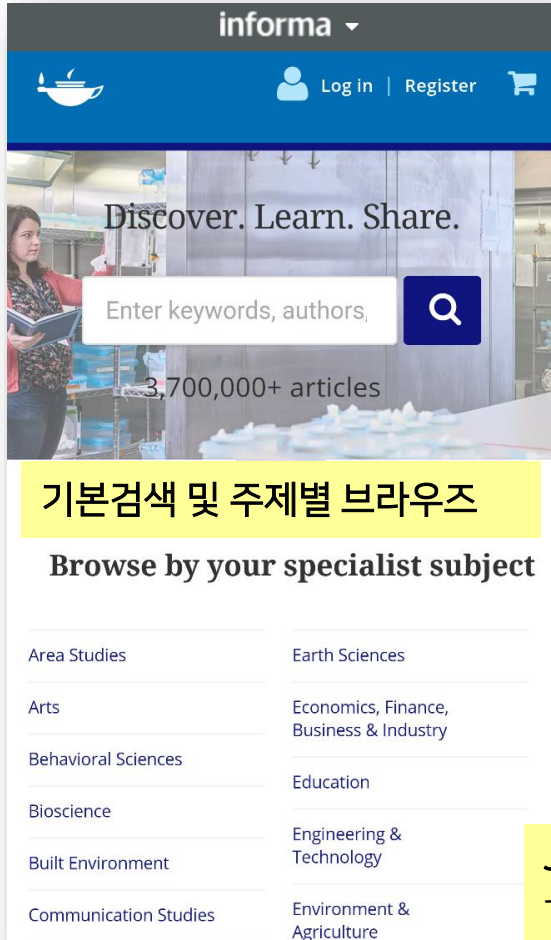 informa
Log in | Register
Discover. Learn. Share.
Enter keywords, authors,
3,700,000+ articles
기본검색 및 주제별 브라우즈
Browse by your specialist subject
Area Studies
Arts
Behavioral Sciences
Bioscience
Built Environment
Communication Studies
Earth Sciences
Economics, Finance,
Business & Industry
Education
Engineering &
Technology
Environment &
Agriculture